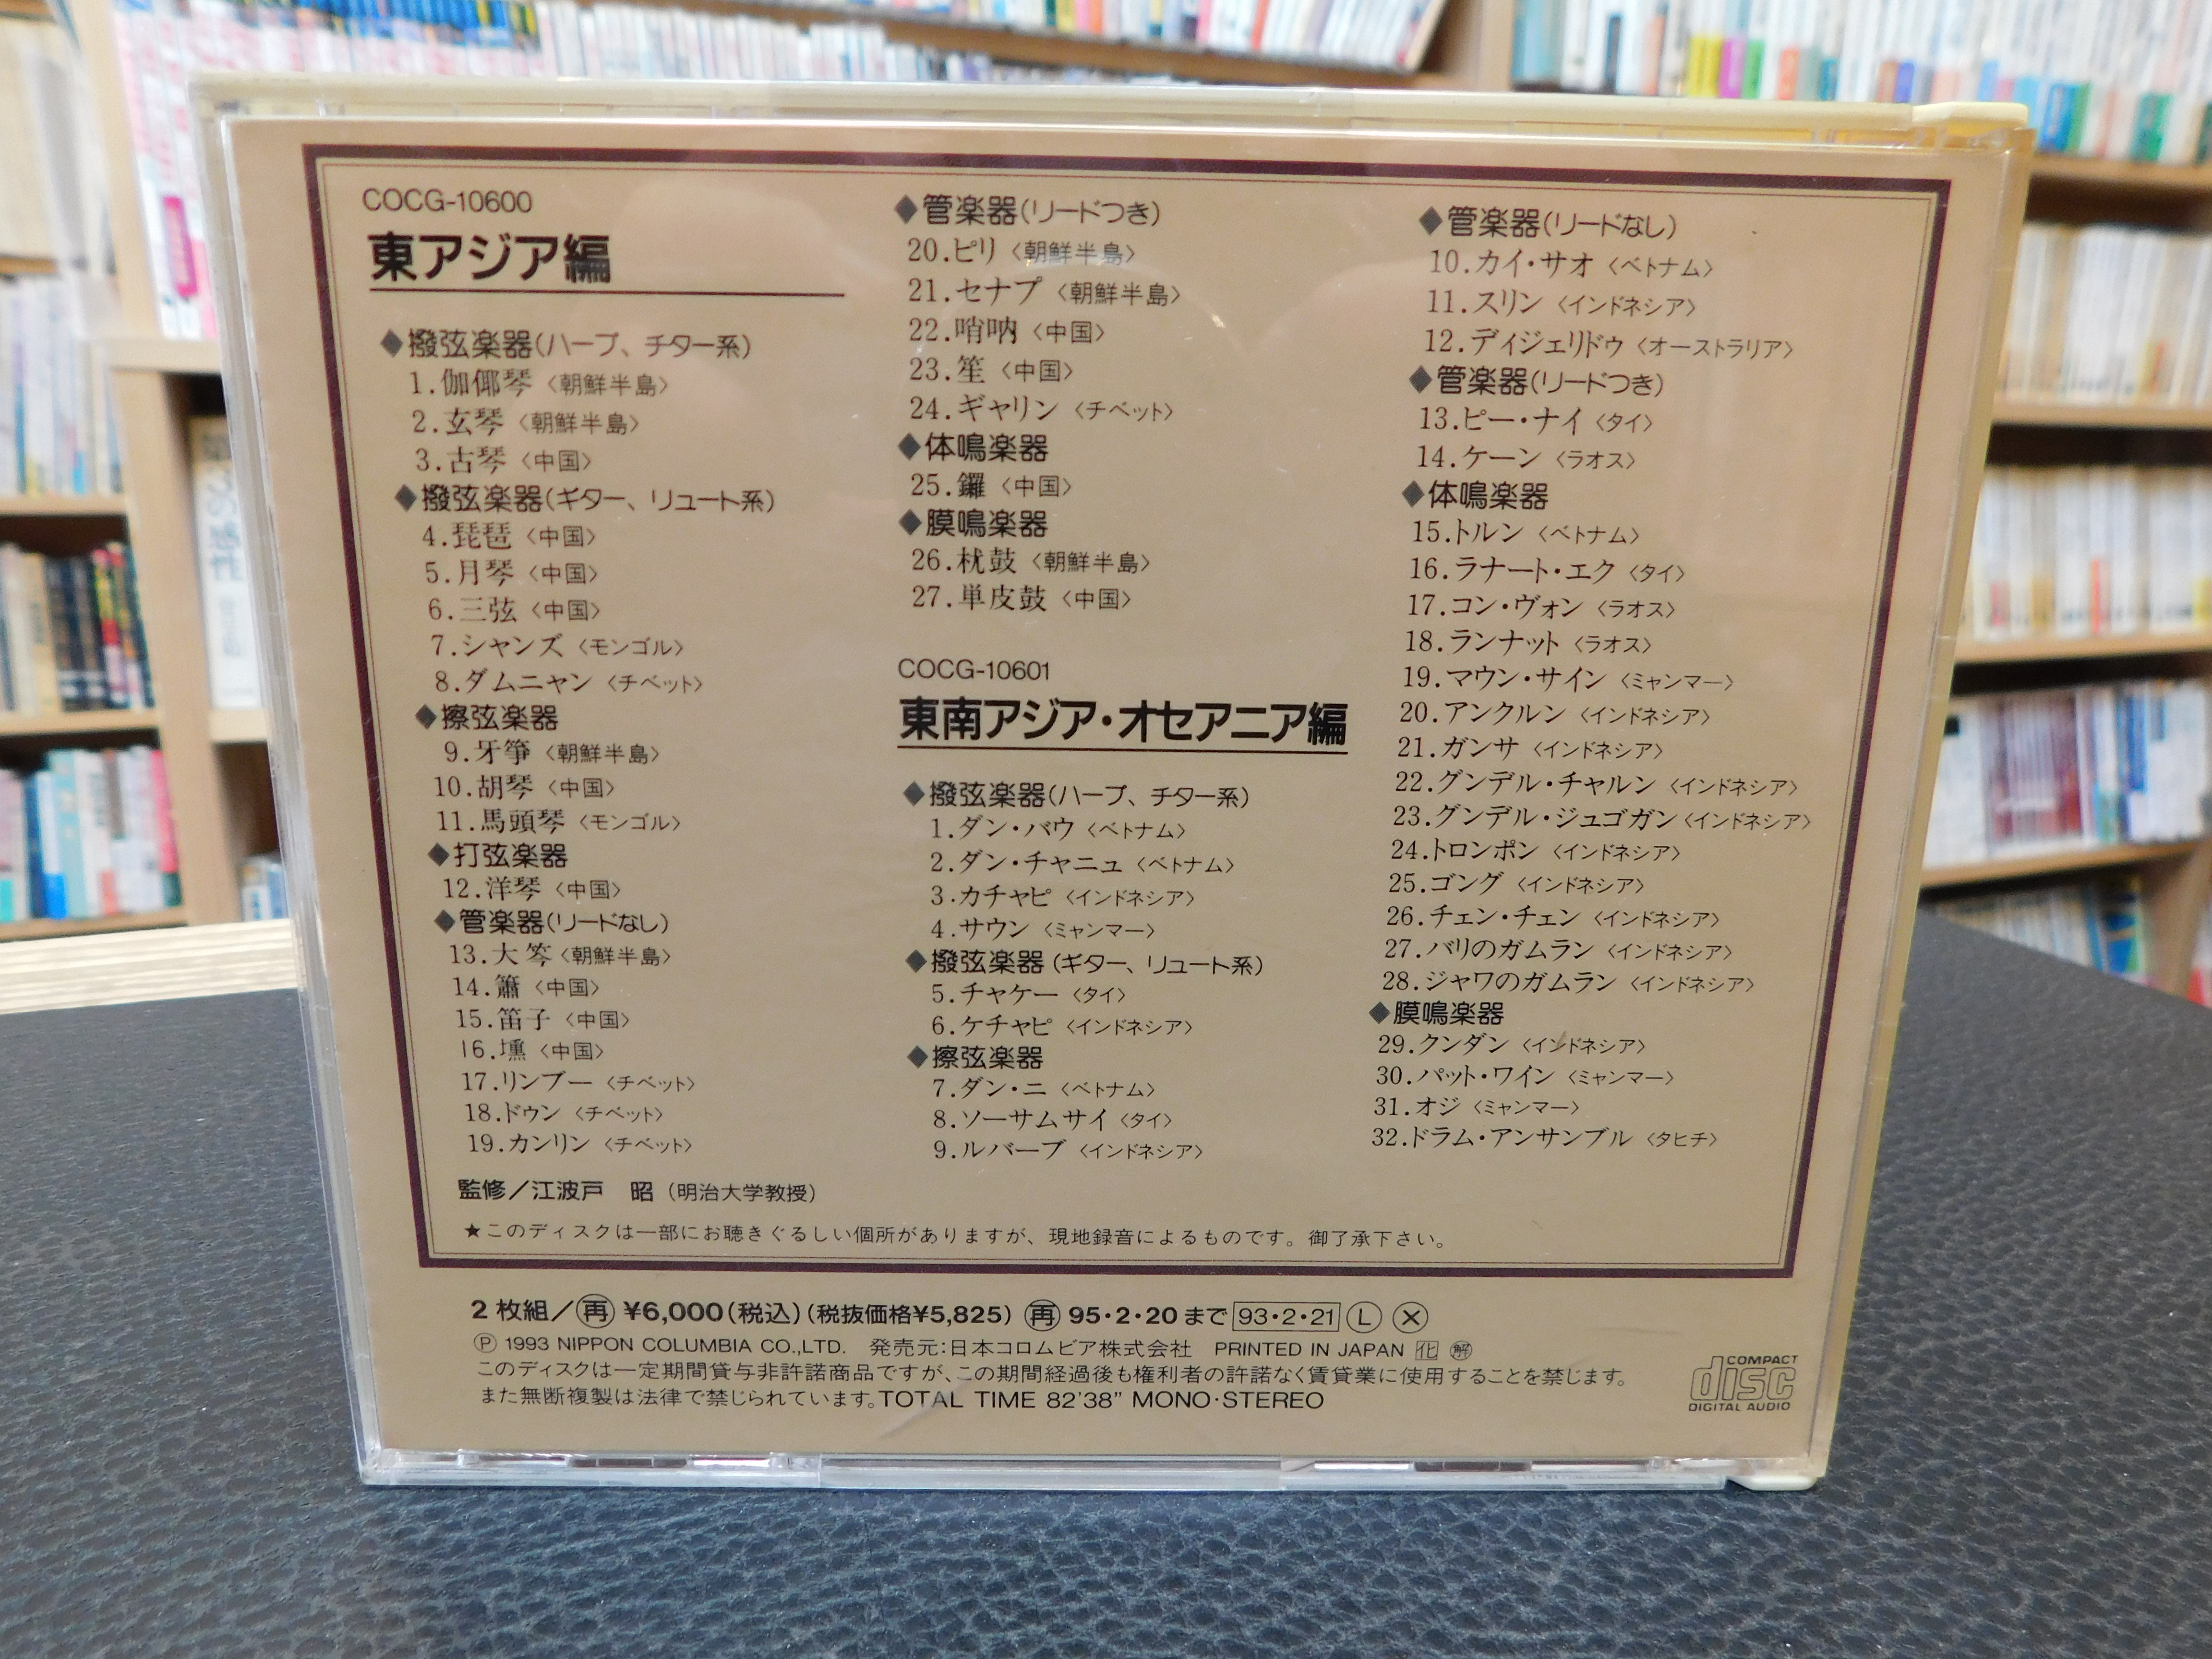 COCG-10600
東アジア編
◆撥弦楽器(ハープ、チター系)
1.伽倻琴〈朝鮮半島〉
2.玄琴〈朝鮮半島〉
3.古琴〈中国〉
◆撥弦楽器(ギター、リュート系)
4.琵琶〈中国〉
5.月琴〈中国〉
6.三弦〈中国〉
7.シャンズ〈モンゴル〉
8.ダムニャン〈チベット〉
◆擦弦楽器
9.牙箏〈朝鮮半島〉
10.胡琴〈中国〉
11.馬頭琴〈モンゴル〉
◆打弦楽器
12.洋琴〈中国〉
◆管楽器(リードなし)
13.大笒〈朝鮮半島〉
14.簫〈中国〉
15.笛子〈中国〉
16.壎〈中国〉
17.リンブー〈チベット〉
18.ドゥン〈チベット〉
19.カンリン〈チベット〉
◆管楽器(リードつき)
20.ピリ〈朝鮮半島〉
21.セナプ〈朝鮮半島〉
22.哨吶〈中国〉
23.笙〈中国〉
24.ギャリン〈チベット〉
◆体鳴楽器
25.鑼〈中国〉
◆膜鳴楽器
26.杖鼓〈朝鮮半島〉
27.単皮鼓〈中国〉
COCG-10601
東南アジア・オセアニア編
◆撥弦楽器(ハープ、チター系)
1.ダン・バウ〈ベトナム〉
2.ダン・チャニュ〈ベトナム〉
3.カチャピ〈インドネシア〉
4.サウン〈ミャンマー〉
◆撥弦楽器(ギター、リュート系)
5.チャケー〈タイ〉
6.ケチャピ〈インドネシア〉
◆擦弦楽器
7.ダン・ニ〈ベトナム〉
8.ソーサムサイ〈タイ〉
9.ルバーブ〈インドネシア〉
◆管楽器(リードなし)
10.カイ・サオ〈ベトナム〉
11.スリン〈インドネシア〉
12.ディジェリドゥ〈オーストラリア〉
◆管楽器(リードつき)
13.ピー・ナイ〈タイ〉
14.ケーン〈ラオス〉
◆体鳴楽器
15.トルン〈ベトナム〉
16.ラナート・エク〈タイ〉
17.コン・ヴォン〈ラオス〉
18.ランナット〈ラオス〉
19.マウン・サイン〈ミャンマー〉
20.アンクルン〈インドネシア〉
21.ガンサ〈インドネシア〉
22.グンデル・チャルン〈インドネシア〉
23.グンデル・ジュゴガン〈インドネシア〉
24.トロンポン〈インドネシア〉
25.ゴング〈インドネシア〉
26.チェン・チェン〈インドネシア〉
27.バリのガムラン〈インドネシア〉
28.ジャワのガムラン〈インドネシア〉
◆膜鳴楽器
29.クンダン〈インドネシア〉
30.パット・ワイン〈ミャンマー〉
31.オジ〈ミャンマー〉
32.ドラム・アンサンブル〈タヒチ〉
監修／江波戸 昭（明治大学教授）
★このディスクは一部にお聴きぐるしい個所がありますが、現地録音によるものです。御了承下さい。
2枚組／再 ¥6,000(税込)(税抜価格¥5,825) 再 95・2・20まで 93・2・21 L X
Ⓟ 1993 NIPPON COLUMBIA CO.,LTD. 発売元:日本コロムビア株式会社 PRINTED IN JAPAN 化 解
このディスクは一定期間貸与非許諾商品ですが、この期間経過後も権利者の許諾なく賃貸業に使用することを禁じます。
また無断複製は法律で禁じられています。TOTAL TIME 82'38" MONO・STEREO
COMPACT
disc
DIGITAL AUDIO